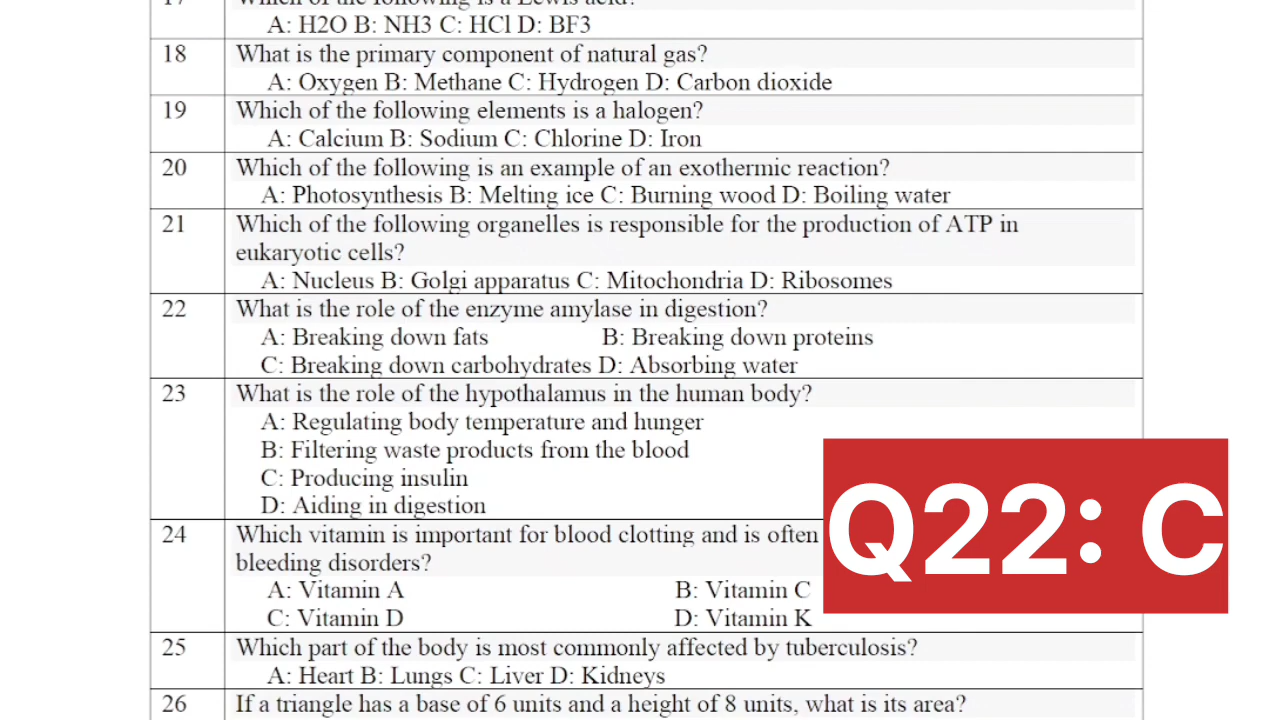 17 Which of the following is a Lewis acid?
A: H2O B: NH3 C: HCl D: BF3
18 What is the primary component of natural gas?
A: Oxygen B: Methane C: Hydrogen D: Carbon dioxide
19 Which of the following elements is a halogen?
A: Calcium B: Sodium C: Chlorine D: Iron
20 Which of the following is an example of an exothermic reaction?
A: Photosynthesis B: Melting ice C: Burning wood D: Boiling water
21 Which of the following organelles is responsible for the production of ATP in
eukaryotic cells?
A: Nucleus B: Golgi apparatus C: Mitochondria D: Ribosomes
22 What is the role of the enzyme amylase in digestion?
A: Breaking down fats B: Breaking down proteins
C: Breaking down carbohydrates D: Absorbing water
23 What is the role of the hypothalamus in the human body?
A: Regulating body temperature and hunger
B: Filtering waste products from the blood
C: Producing insulin
D: Aiding in digestion
24 Which vitamin is important for blood clotting and is often
bleeding disorders?
A: Vitamin A B: Vitamin C
C: Vitamin D D: Vitamin K
Q22: C
25 Which part of the body is most commonly affected by tuberculosis?
A: Heart B: Lungs C: Liver D: Kidneys
26 If a triangle has a base of 6 units and a height of 8 units, what is its area?